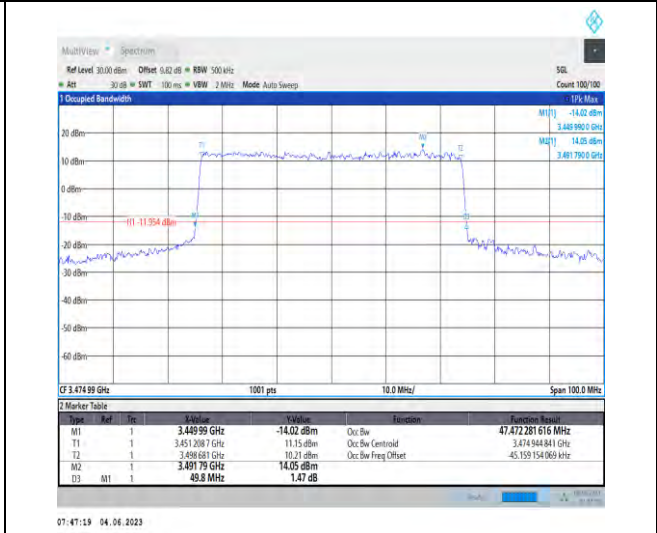 MultiView Spectrum
Ref Level 30.00 dBm Offset 9.82 dB RBW 500 kHz SGL
Att 30 dB SWT 100 ms VBW 2 MHz Mode Auto Sweep Count 100/100
1 Occupied Bandwidth 1Pk Max
M1[1] -14.02 dBm
3.449 990 0 GHz
M2[1] 14.05 dBm
3.491 790 0 GHz
20 dBm
T1 M2 T2
10 dBm
0 dBm
-10 dBm
H1 -11.954 dBm M1 D3
-20 dBm
-30 dBm
-40 dBm
-50 dBm
-60 dBm
CF 3.474 99 GHz 1001 pts 10.0 MHz/ Span 100.0 MHz
2 Marker Table
Type Ref Trc X-Value Y-Value Function Function Result
M1 1 3.449 99 GHz -14.02 dBm Occ Bw 47.472 281 616 MHz
T1 1 3.451 208 7 GHz 11.15 dBm Occ Bw Centroid 3.474 944 841 GHz
T2 1 3.498 681 GHz 10.21 dBm Occ Bw Freq Offset -45.159 154 069 kHz
M2 1 3.491 79 GHz 14.05 dBm
D3 M1 1 49.8 MHz 1.47 dB
07:47:19 04.06.2023